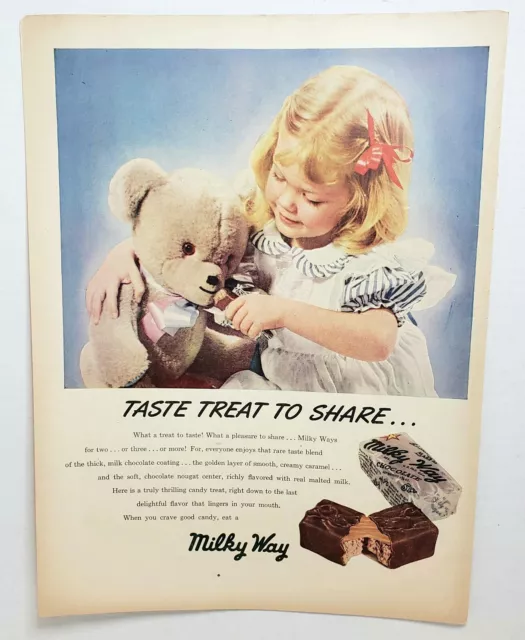 TASTE TREAT TO SHARE...
What a treat to taste! What a pleasure to share... Milky Ways
for two... or three... or more! For, everyone enjoys that rare taste blend
of the thick, milk chocolate coating... the golden layer of smooth, creamy caramel...
and the soft, chocolate nougat center, richly flavored with real malted milk.
Here is a truly thrilling candy treat, right down to the last
delightful flavor that lingers in your mouth.
When you crave good candy, eat a
Milky Way
Milky Way
CHOCOLATE